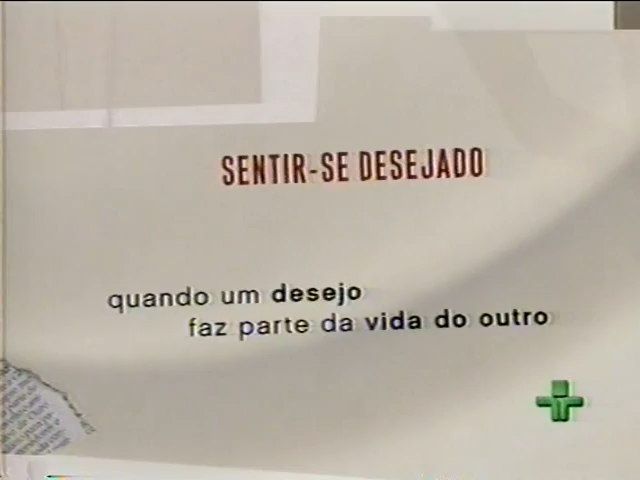 SENTIR-SE DESEJADO
quando um desejo
faz parte da vida do outro